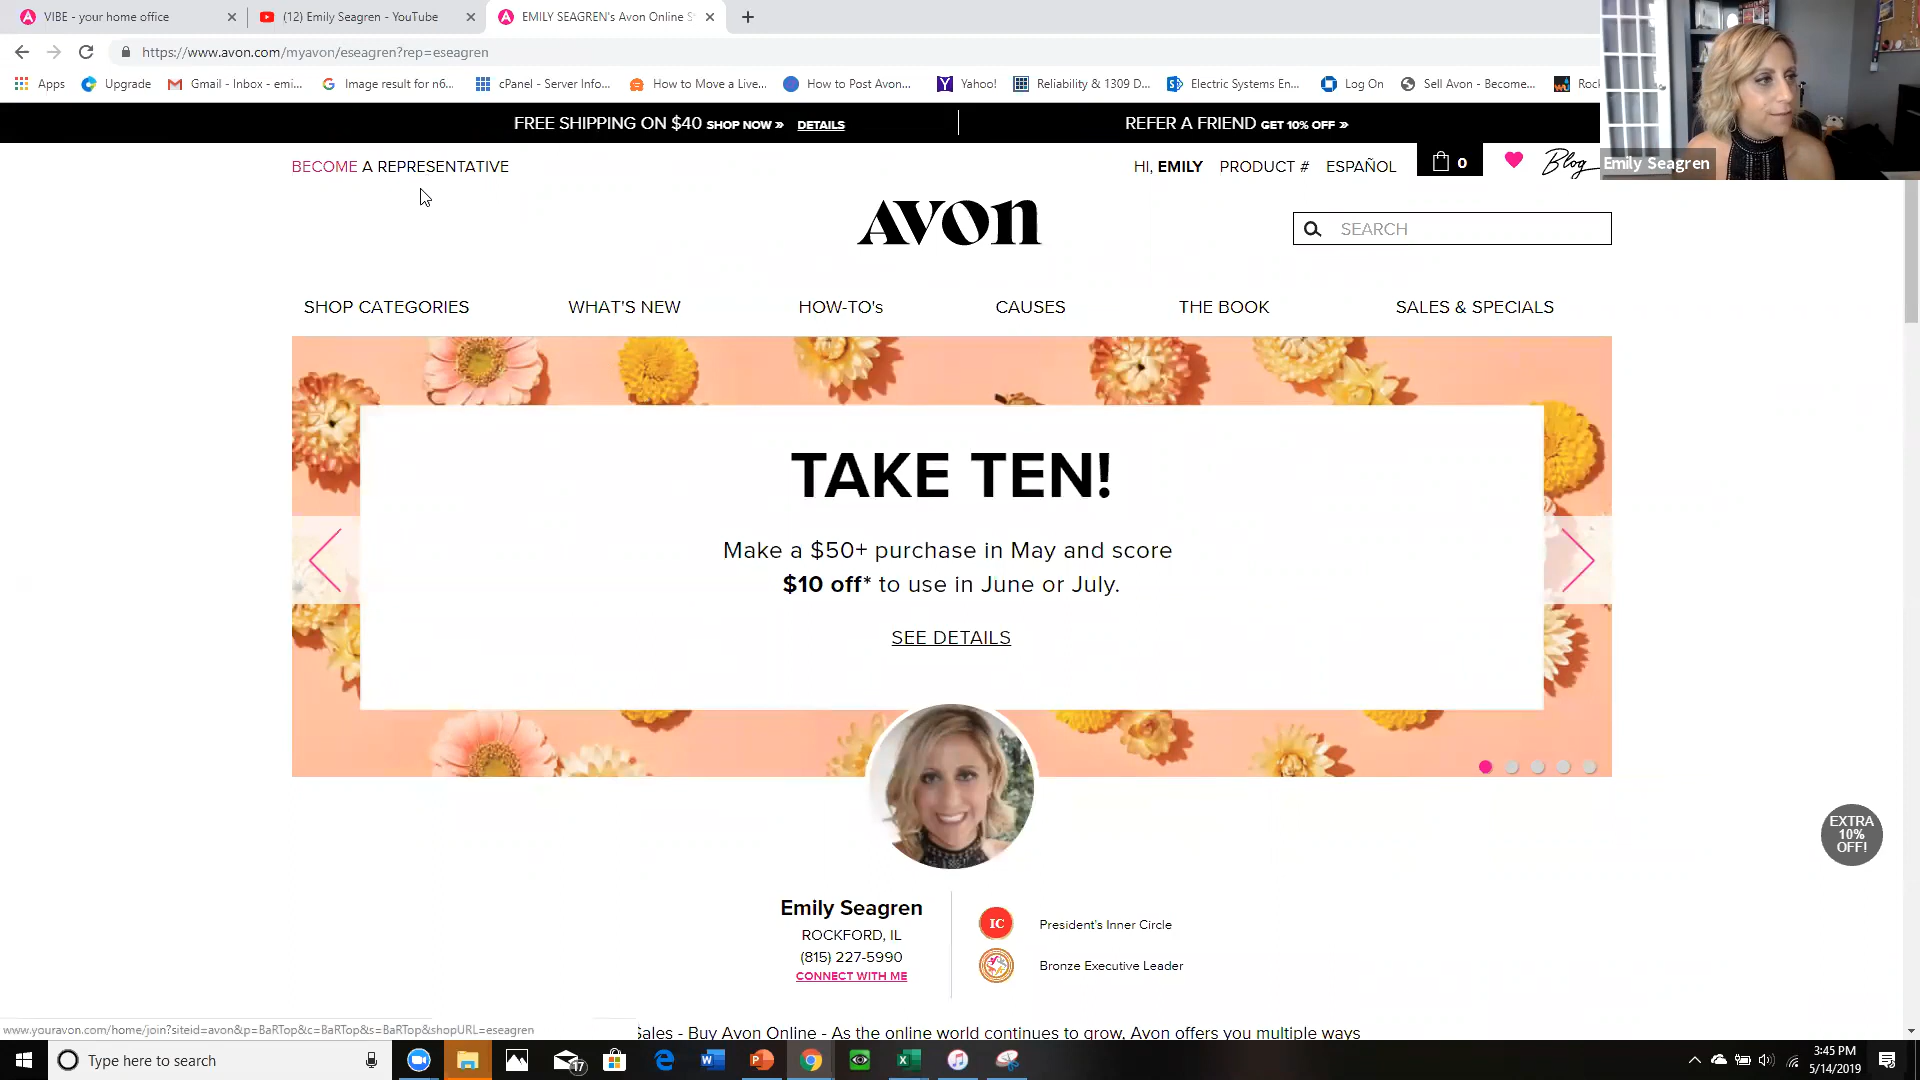 VIBE - your home office
(12) Emily Seagren - YouTube
EMILY SEAGREN's Avon Online S
https://www.avon.com/myavon/eseagren?rep=eseagren
Apps
Upgrade
Gmail - Inbox - emi...
Image result for n6...
cPanel - Server Info...
How to Move a Live...
How to Post Avon...
Yahoo!
Reliability & 1309 D...
Electric Systems En...
Log On
Sell Avon - Become...
Rock
FREE SHIPPING ON $40 SHOP NOW » DETAILS
REFER A FRIEND GET 10% OFF »
Emily Seagren
BECOME A REPRESENTATIVE
HI, EMILY
PRODUCT #
ESPAÑOL
0
Blog
AVON
SEARCH
SHOP CATEGORIES
WHAT'S NEW
HOW-TO's
CAUSES
THE BOOK
SALES & SPECIALS
TAKE TEN!
Make a $50+ purchase in May and score
$10 off* to use in June or July.
SEE DETAILS
EXTRA
10%
OFF!
Emily Seagren
ROCKFORD, IL
(815) 227-5990
CONNECT WITH ME
IC
President's Inner Circle
Bronze Executive Leader
www.youravon.com/home/join?siteid=avon&p=BaRTop&c=BaRTop&s=BaRTop&shopURL=eseagren
Sales - Buy Avon Online - As the online world continues to grow, Avon offers you multiple ways
Type here to search
17
3:45 PM
5/14/2019